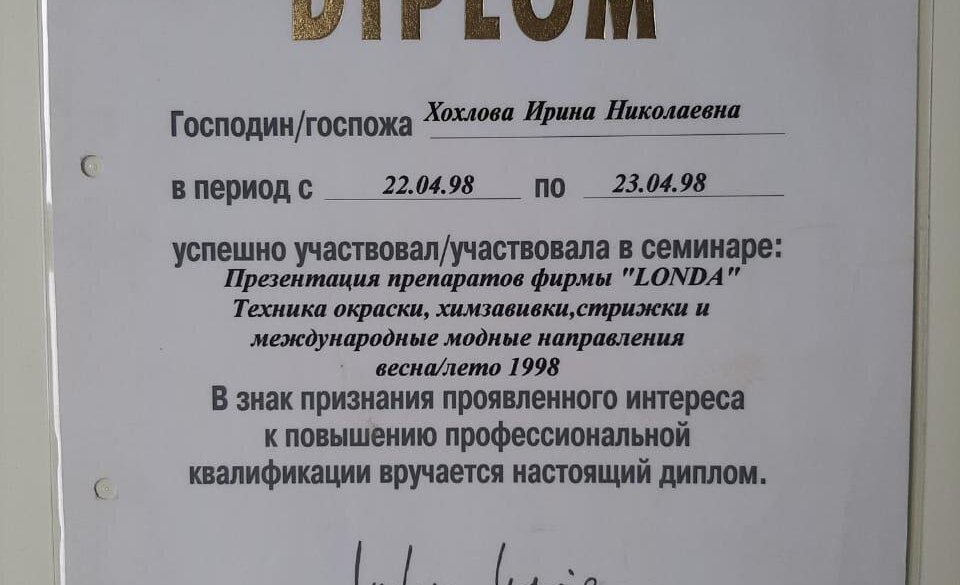 DIPLOM
Господин/госпожа Хохлова Ирина Николаевна
в период с 22.04.98 по 23.04.98
успешно участвовал/участвовала в семинаре:
Презентация препаратов фирмы "LONDA"
Техника окраски, химзавивки,стрижки и
международные модные направления
весна/лето 1998
В знак признания проявленного интереса
к повышению профессиональной
квалификации вручается настоящий диплом.